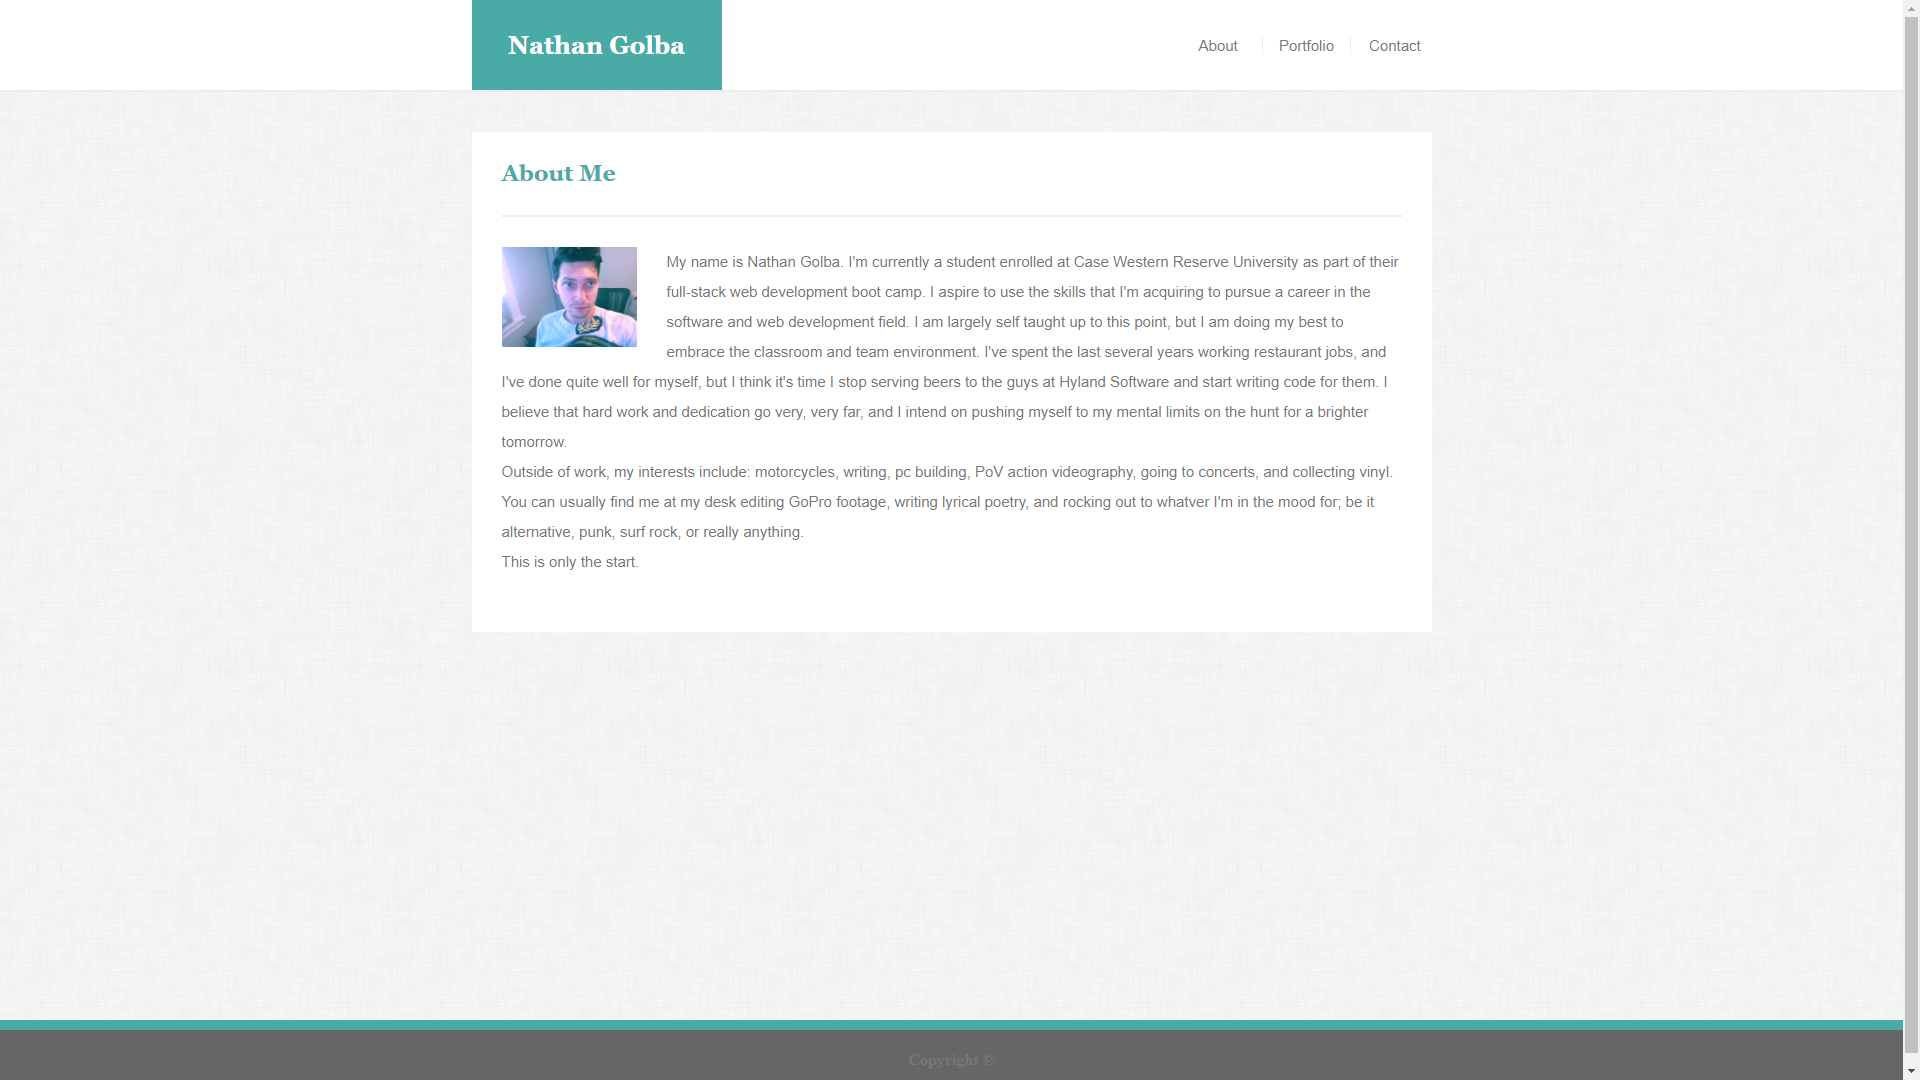 Nathan Golba
About
Portfolio
Contact
About Me
My name is Nathan Golba. I'm currently a student enrolled at Case Western Reserve University as part of their
full-stack web development boot camp. I aspire to use the skills that I'm acquiring to pursue a career in the
software and web development field. I am largely self taught up to this point, but I am doing my best to
embrace the classroom and team environment. I've spent the last several years working restaurant jobs, and
I've done quite well for myself, but I think it's time I stop serving beers to the guys at Hyland Software and start writing code for them. I
believe that hard work and dedication go very, very far, and I intend on pushing myself to my mental limits on the hunt for a brighter
tomorrow.
Outside of work, my interests include: motorcycles, writing, pc building, PoV action videography, going to concerts, and collecting vinyl.
You can usually find me at my desk editing GoPro footage, writing lyrical poetry, and rocking out to whatver I'm in the mood for; be it
alternative, punk, surf rock, or really anything.
This is only the start.
Copyright ©